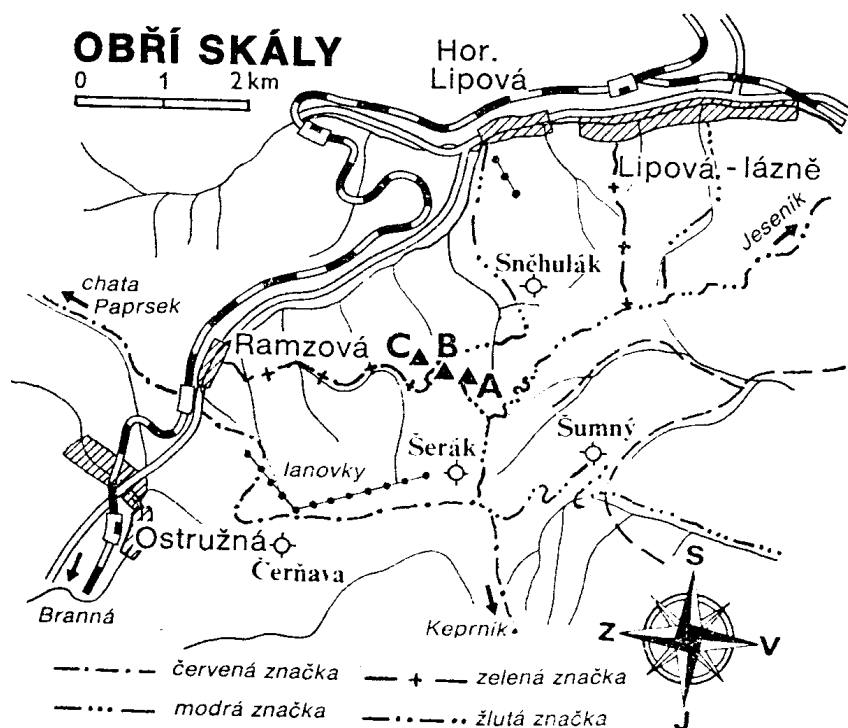 OBŘÍ SKÁLY
0 1 2 km
Hor.
Lipová
Lipová - lázně
Jeseník
Sněhulák
chata
Paprsek
Ramzová
C B A
Šerák
Šumný
lanovky
Ostružná
Čerňava
Branná
Keprník
S
Z V
J
červená značka
zelená značka
modrá značka
žlutá značka